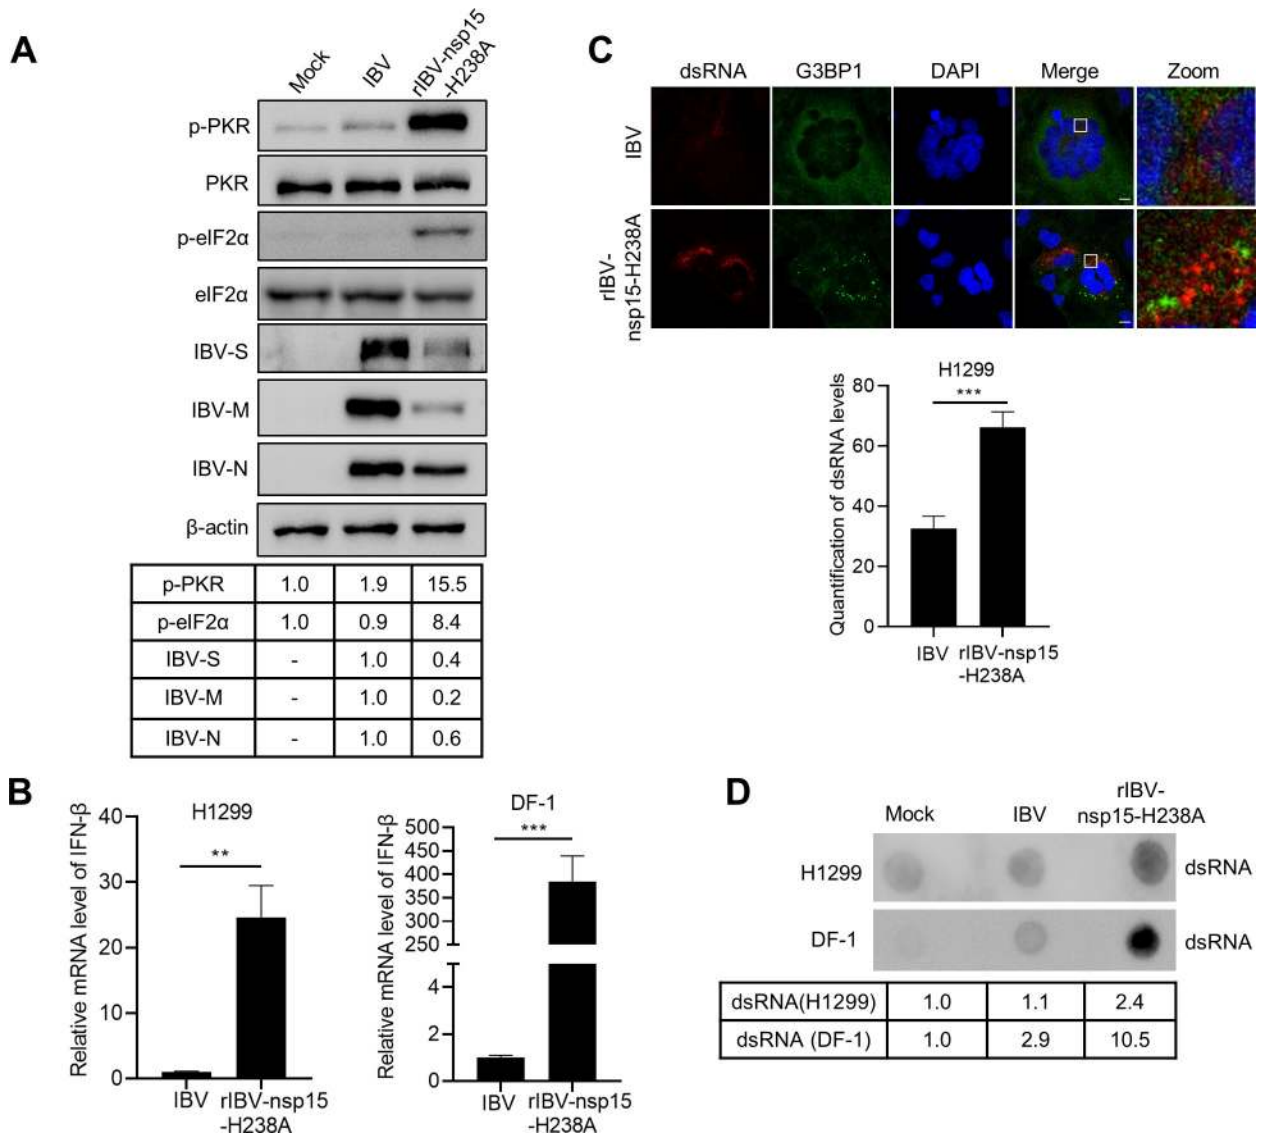 A
Mock
IBV
rIBV-nsp15
-H238A
p-PKR
PKR
p-eIF2α
eIF2α
IBV-S
IBV-M
IBV-N
β-actin
p-PKR 1.0 1.9 15.5
p-eIF2α 1.0 0.9 8.4
IBV-S - 1.0 0.4
IBV-M - 1.0 0.2
IBV-N - 1.0 0.6
B
H1299
Relative mRNA level of IFN-β
40
30
20
10
0
**
IBV
rIBV-nsp15
-H238A
DF-1
Relative mRNA level of IFN-β
500
450
400
350
300
250
4
2
0
***
IBV
rIBV-nsp15
-H238A
C
dsRNA G3BP1 DAPI Merge Zoom
IBV
rIBV-
nsp15-H238A
H1299
Quantification of dsRNA levels
80
60
40
20
0
***
IBV
rIBV-nsp15
-H238A
D
Mock
IBV
rIBV-
nsp15-H238A
H1299 dsRNA
DF-1 dsRNA
dsRNA(H1299) 1.0 1.1 2.4
dsRNA (DF-1) 1.0 2.9 10.5